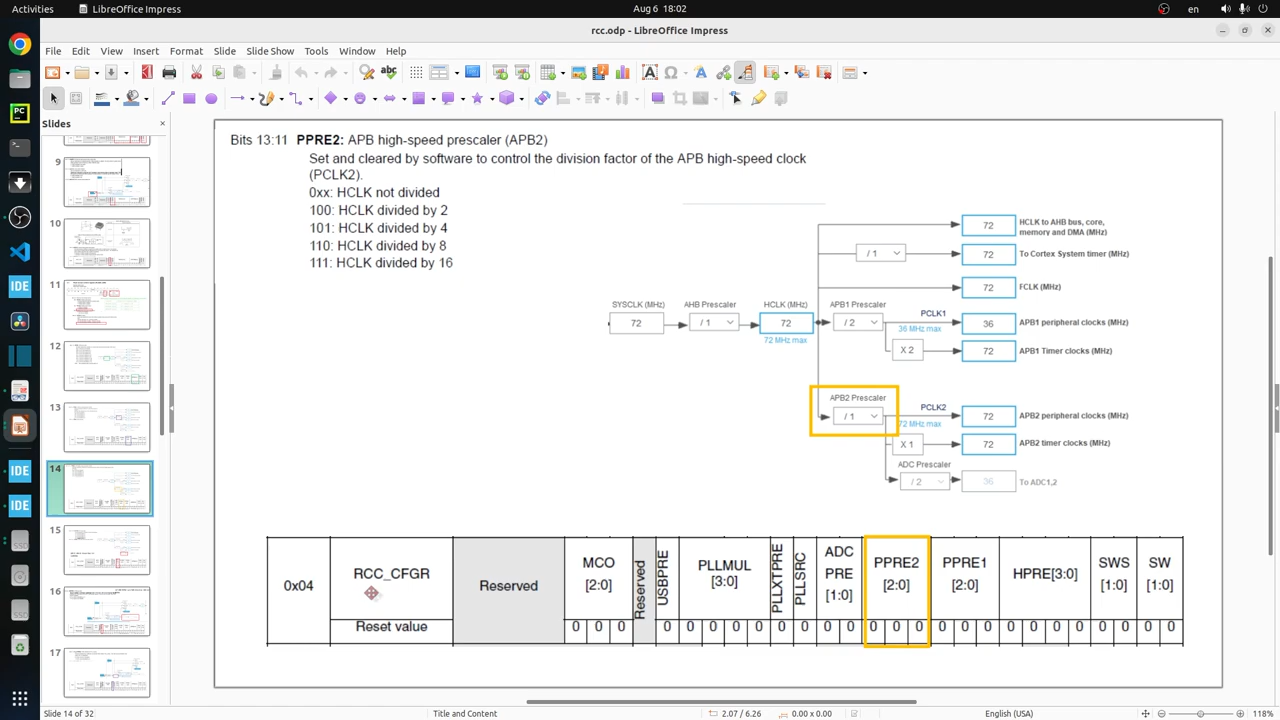 Activities
LibreOffice Impress
Aug 6 18:02
en
rcc.odp - LibreOffice Impress
File Edit View Insert Format Slide Slide Show Tools Window Help
Slides
9
10
11
12
13
14
15
16
17
Bits 13:11 PPRE2: APB high-speed prescaler (APB2)
Set and cleared by software to control the division factor of the APB high-speed clock
(PCLK2).
0xx: HCLK not divided
100: HCLK divided by 2
101: HCLK divided by 4
110: HCLK divided by 8
111: HCLK divided by 16
72 HCLK to AHB bus, core,
memory and DMA (MHz)
/ 1 72 To Cortex System timer (MHz)
72 FCLK (MHz)
SYSCLK (MHz) AHB Prescaler HCLK (MHz) APB1 Prescaler
PCLK1
72 / 1 72 / 2 36 APB1 peripheral clocks (MHz)
36 MHz max
72 MHz max
X 2 72 APB1 Timer clocks (MHz)
APB2 Prescaler
PCLK2
/ 1 72 APB2 peripheral clocks (MHz)
72 MHz max
X 1 72 APB2 timer clocks (MHz)
ADC Prescaler
/ 2 36 To ADC1,2
0x04 RCC_CFGR Reserved MCO [2:0] Reserved USBPRE PLLMUL [3:0] PLLXTPRE PLLSRC ADC PRE [1:0] PPRE2 [2:0] PPRE1 [2:0] HPRE[3:0] SWS [1:0] SW [1:0]
Reset value 0 0 0 0 0 0 0 0 0 0 0 0 0 0 0 0 0 0 0 0 0 0 0 0 0 0
Slide 14 of 32
Title and Content
2.07 / 6.26
0.00 x 0.00
English (USA)
118%